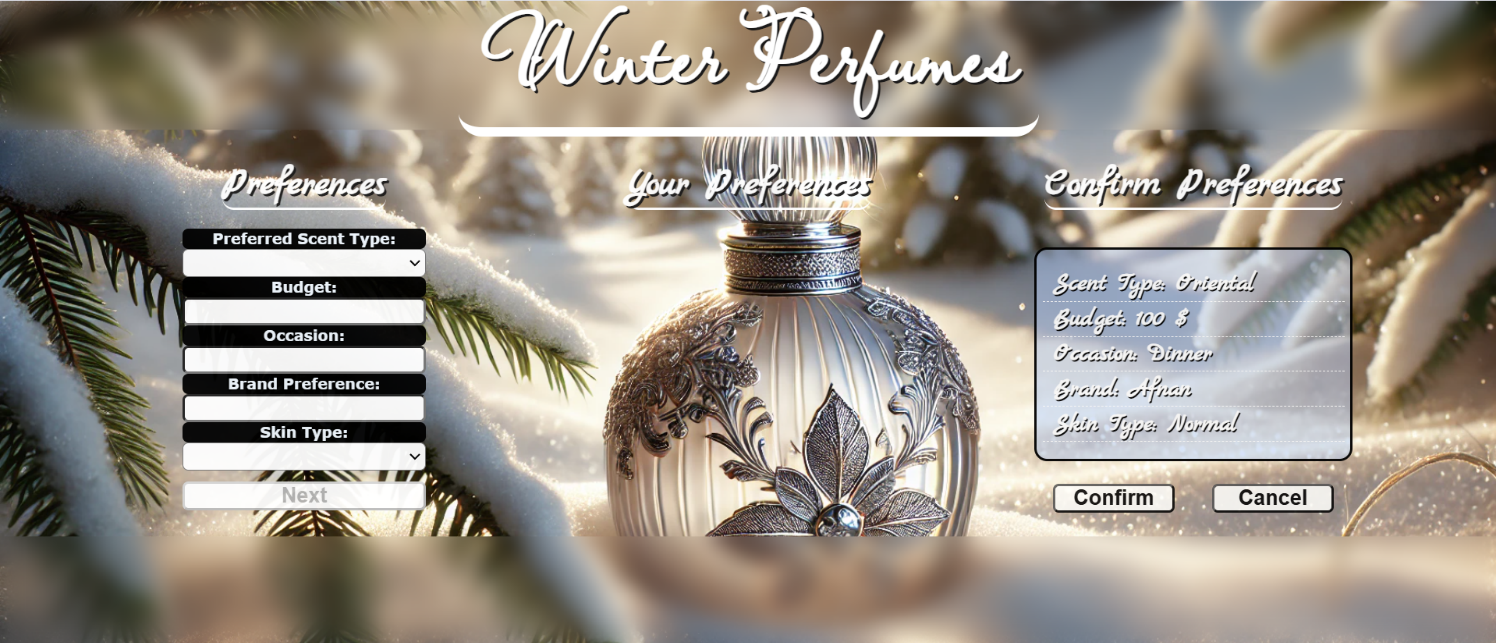 Winter Perfumes
Preferences
Preferred Scent Type:
Budget:
Occasion:
Brand Preference:
Skin Type:
Next
Your Preferences
Confirm Preferences
Scent Type: Oriental
Budget: 100 $
Occasion: Dinner
Brand: Afnan
Skin Type: Normal
Confirm
Cancel